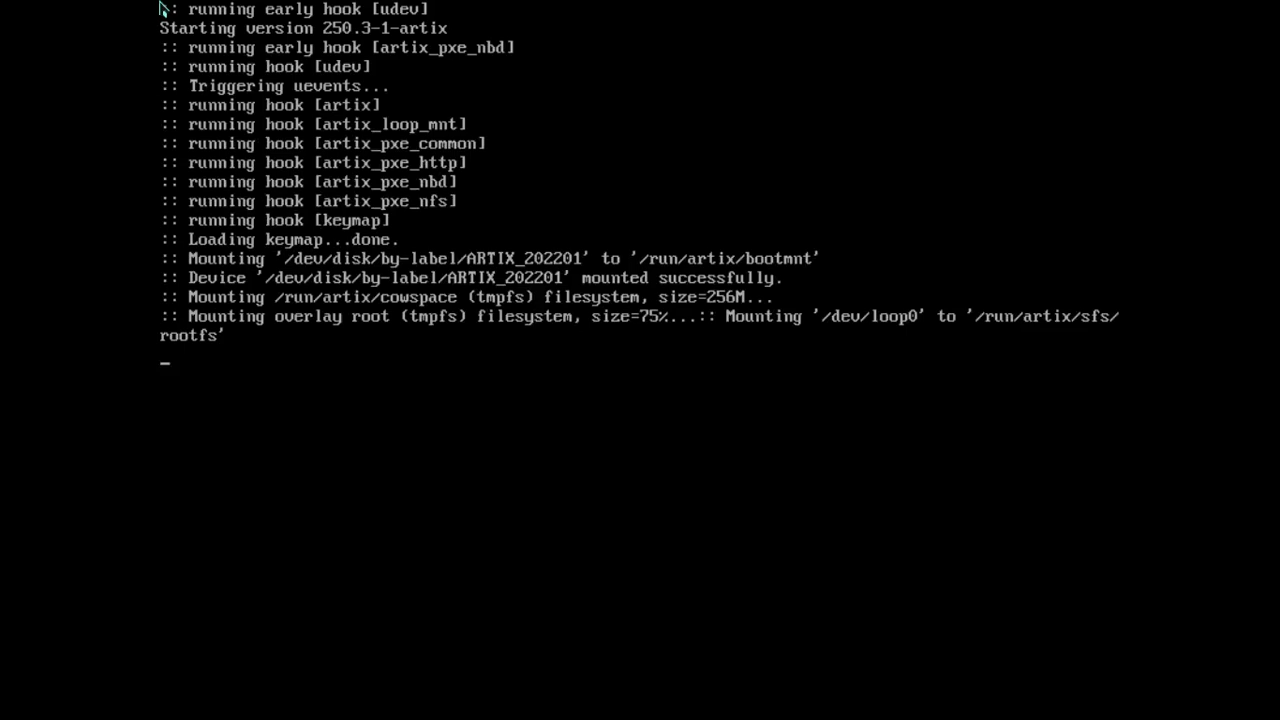 :: running early hook [udev]
Starting version 250.3-1-artix
:: running early hook [artix_pxe_nbd]
:: running hook [udev]
:: Triggering uevents...
:: running hook [artix]
:: running hook [artix_loop_mnt]
:: running hook [artix_pxe_common]
:: running hook [artix_pxe_http]
:: running hook [artix_pxe_nbd]
:: running hook [artix_pxe_nfs]
:: running hook [keymap]
:: Loading keymap...done.
:: Mounting '/dev/disk/by-label/ARTIX_202201' to '/run/artix/bootmnt'
:: Device '/dev/disk/by-label/ARTIX_202201' mounted successfully.
:: Mounting /run/artix/cowspace (tmpfs) filesystem, size=256M...
:: Mounting overlay root (tmpfs) filesystem, size=75%...:: Mounting '/dev/loop0' to '/run/artix/sfs/
rootfs'
_